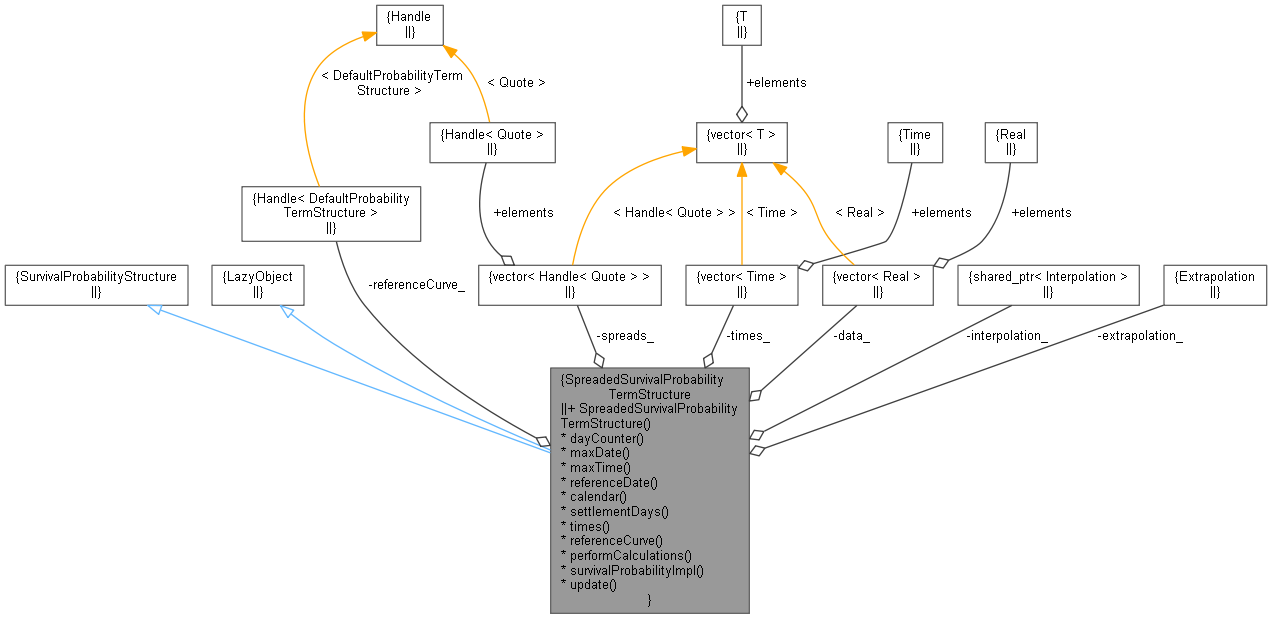 {Handle
||}
{T
||}
< DefaultProbabilityTerm
Structure >
< Quote >
+elements
{Handle< Quote >
||}
{vector< T >
||}
{Time
||}
{Real
||}
{Handle< DefaultProbability
TermStructure >
||}
+elements
< Handle< Quote > >
< Time >
< Real >
+elements
+elements
{SurvivalProbabilityStructure
||}
{LazyObject
||}
-referenceCurve_
{vector< Handle< Quote > >
||}
{vector< Time >
||}
{vector< Real >
||}
{shared_ptr< Interpolation >
||}
{Extrapolation
||}
-spreads_
-times_
-data_
-interpolation_
-extrapolation_
{SpreadedSurvivalProbability
TermStructure
||+ SpreadedSurvivalProbability
TermStructure()
* dayCounter()
* maxDate()
* maxTime()
* referenceDate()
* calendar()
* settlementDays()
* times()
* referenceCurve()
* performCalculations()
* survivalProbabilityImpl()
* update()
}